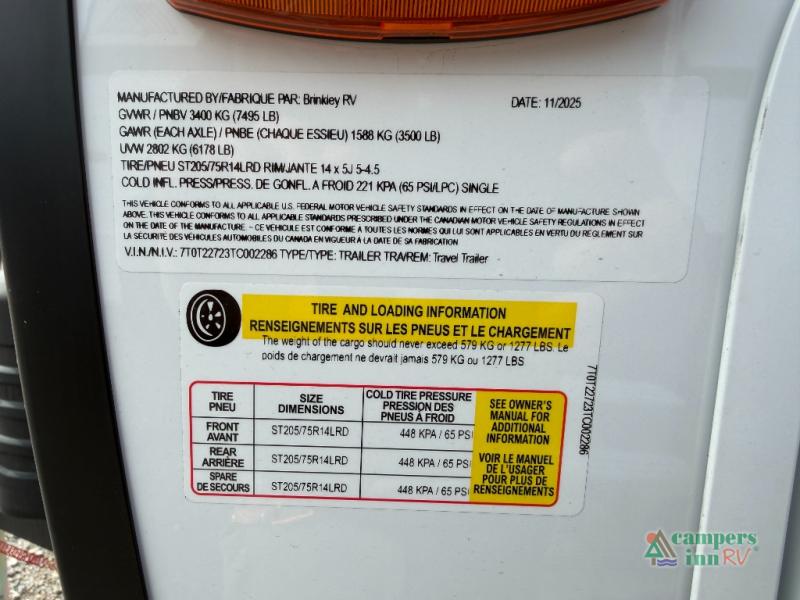 MANUFACTURED BY/FABRIQUE PAR: Brinkley RV DATE: 11/2025
GVWR / PNBV 3400 KG (7495 LB)
GAWR (EACH AXLE) / PNBE (CHAQUE ESSIEU) 1588 KG (3500 LB)
UVW 2802 KG (6178 LB)
TIRE/PNEU ST205/75R14LRD RIM/JANTE 14 x 5J 5-4.5
COLD INFL. PRESS/PRESS. DE GONFL. A FROID 221 KPA (65 PSI/LPC) SINGLE
THIS VEHICLE CONFORMS TO ALL APPLICABLE U.S. FEDERAL MOTOR VEHICLE SAFETY STANDARDS IN EFFECT ON THE DATE OF MANUFACTURE SHOWN
ABOVE. THIS VEHICLE CONFORMS TO ALL APPLICABLE STANDARDS PRESCRIBED UNDER THE CANADIAN MOTOR VEHICLE SAFETY REGULATIONS IN EFFECT
ON THE DATE OF THE MANUFACTURE. - CE VEHICULE EST CONFORME A TOUTES LES NORMES QUI LUI SONT APPLICABLES EN VERTU DU REGLEMENT SUR
LA SÉCURITÉ DES VÉHICULES AUTOMOBILES DU CANADA EN VIGUEUR À LA DATE DE SA FABRICATION
V.I.N./N.I.V.: 7T0T22723TC002286 TYPE/TYPE: TRAILER TRA/REM: Travel Trailer
TIRE AND LOADING INFORMATION
RENSEIGNEMENTS SUR LES PNEUS ET LE CHARGEMENT
The weight of the cargo should never exceed 579 KG or 1277 LBS. Le
poids de chargement ne devrait jamais 579 KG ou 1277 LBS
TIRE
PNEU
SIZE
DIMENSIONS
COLD TIRE PRESSURE
PRESSION DES
PNEUS À FROID
FRONT
AVANT
ST205/75R14LRD
448 KPA / 65 PSI
REAR
ARRIÈRE
ST205/75R14LRD
448 KPA / 65 PSI
SPARE
DE SECOURS
ST205/75R14LRD
448 KPA / 65 PSI
SEE OWNER'S
MANUAL FOR
ADDITIONAL
INFORMATION
VOIR LE MANUEL
DE L'USAGER
POUR PLUS DE
RENSEIGNEMENTS
7T0T22723TC002286
campers
inn RV